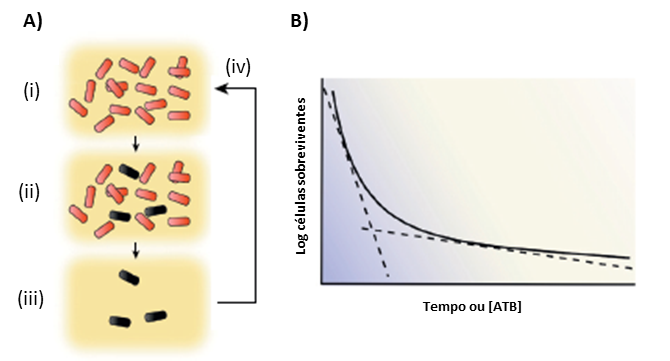 A)
(i)
(ii)
(iii)
(iv)
B)
Log células sobreviventes
Tempo ou [ATB]